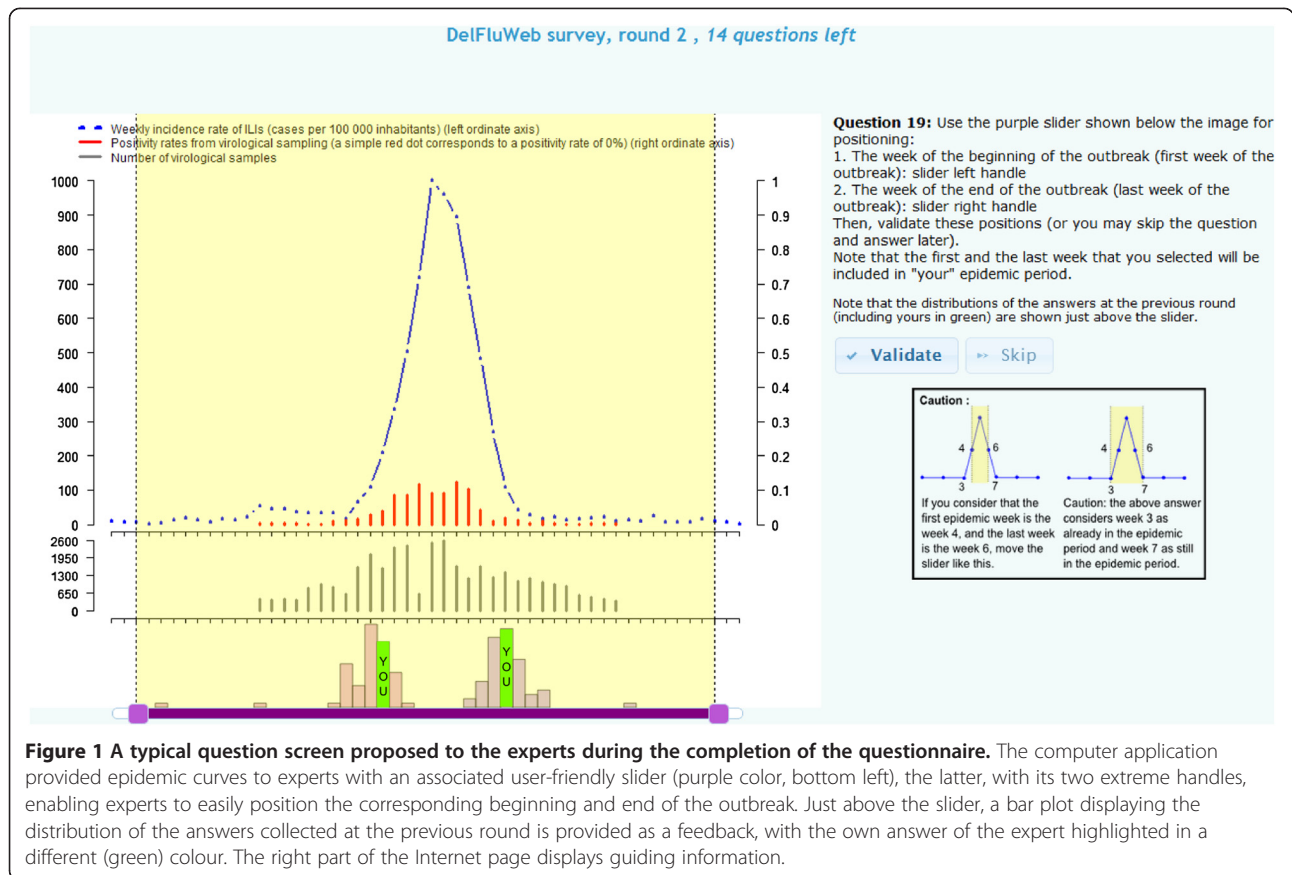 DelFluWeb survey, round 2 , 14 questions left
Weekly incidence rate of ILIs (cases per 100 000 inhabitants) (left ordinate axis)
Positivity rates from virological sampling (a simple red dot corresponds to a positivity rate of 0%) (right ordinate axis)
Number of virological samples
1000
900
800
700
600
500
400
300
200
100
0
1
0.9
0.8
0.7
0.6
0.5
0.4
0.3
0.2
0.1
0
2600
1950
1300
650
0
YOU
YOU
Question 19: Use the purple slider shown below the image for
positioning:
1. The week of the beginning of the outbreak (first week of the
outbreak): slider left handle
2. The week of the end of the outbreak (last week of the
outbreak): slider right handle
Then, validate these positions (or you may skip the question
and answer later).
Note that the first and the last week that you selected will be
included in "your" epidemic period.
Note that the distributions of the answers at the previous round
(including yours in green) are shown just above the slider.
Validate
Skip
Caution :
4 6
3 7
If you consider that the
first epidemic week is the
week 4, and the last week
is the week 6, move the
slider like this.
4 6
3 7
Caution: the above answer
considers week 3 as
already in the epidemic
period and week 7 as still
in the epidemic period.
Figure 1 A typical question screen proposed to the experts during the completion of the questionnaire. The computer application
provided epidemic curves to experts with an associated user-friendly slider (purple color, bottom left), the latter, with its two extreme handles,
enabling experts to easily position the corresponding beginning and end of the outbreak. Just above the slider, a bar plot displaying the
distribution of the answers collected at the previous round is provided as a feedback, with the own answer of the expert highlighted in a
different (green) colour. The right part of the Internet page displays guiding information.